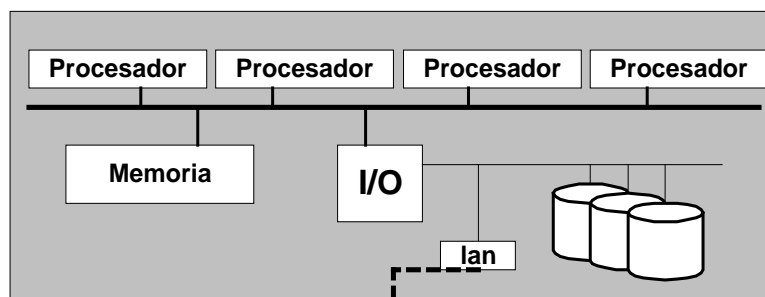 Procesador
Procesador
Procesador
Procesador
Memoria
I/O
lan